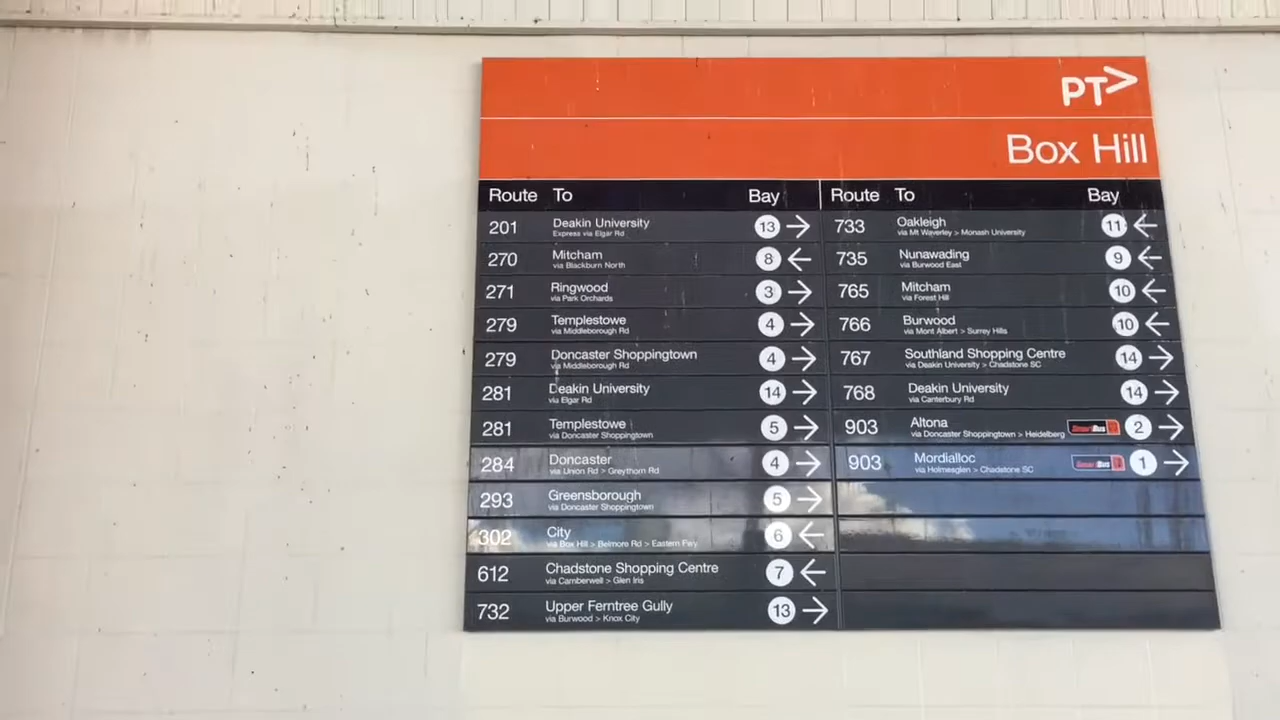 PT>
Box Hill
Route To Bay
201 Deakin University 13 →
Express via Elgar Rd
270 Mitcham 8 ←
via Blackburn North
271 Ringwood 3 →
via Park Orchards
279 Templestowe 4 →
via Middleborough Rd
279 Doncaster Shoppingtown 4 →
via Middleborough Rd
281 Deakin University 14 →
via Elgar Rd
281 Templestowe 5 →
via Doncaster Shoppingtown
284 Doncaster 4 →
via Union Rd > Greythorn Rd
293 Greensborough 5 →
via Doncaster Shoppingtown
302 City 6 ←
via Box Hill > Belmore Rd > Eastern Fwy
612 Chadstone Shopping Centre 7 ←
via Camberwell > Glen Iris
732 Upper Ferntree Gully 13 →
via Burwood > Knox City
Route To Bay
733 Oakleigh 11 ←
via Mt Waverley > Monash University
735 Nunawading 9 ←
via Burwood East
765 Mitcham 10 ←
via Forest Hill
766 Burwood 10 ←
via Mont Albert > Surrey Hills
767 Southland Shopping Centre 14 →
via Deakin University > Chadstone SC
768 Deakin University 14 →
via Canterbury Rd
903 Altona SmartBus 2 →
via Doncaster Shoppingtown > Heidelberg
903 Mordialloc SmartBus 1 →
via Holmesglen > Chadstone SC